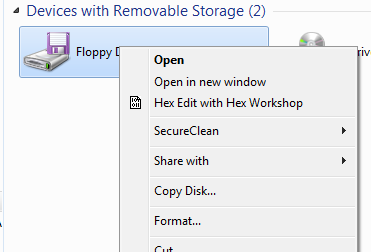 Devices with Removable Storage (2)
Floppy
Open
Open in new window
Hex Edit with Hex Workshop
SecureClean
Share with
Copy Disk...
Format...
Cut